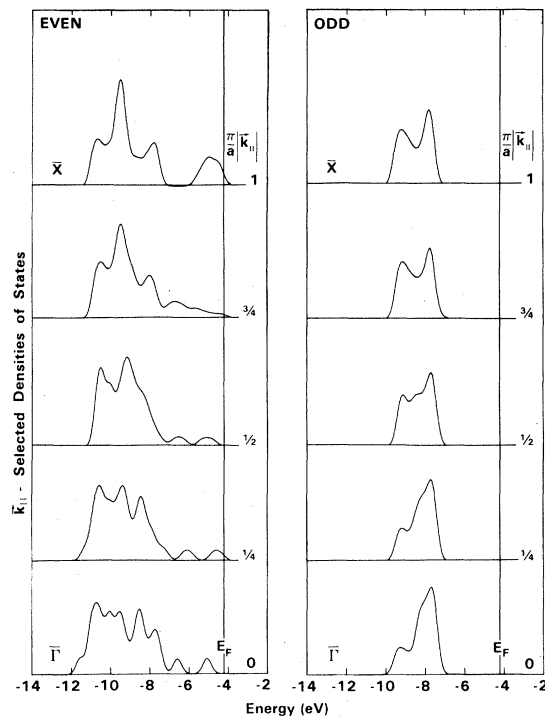 EVEN
ODD
X̄
π/a |k⃗||| 
1
X̄
π/a |k⃗|||
1
3/4
3/4
1/2
1/2
1/4
1/4
Γ̄
E_F
0
Γ̄
E_F
0
k⃗|| - Selected Densities of States
-14 -12 -10 -8 -6 -4 -2
-14 -12 -10 -8 -6 -4 -2
Energy (eV)